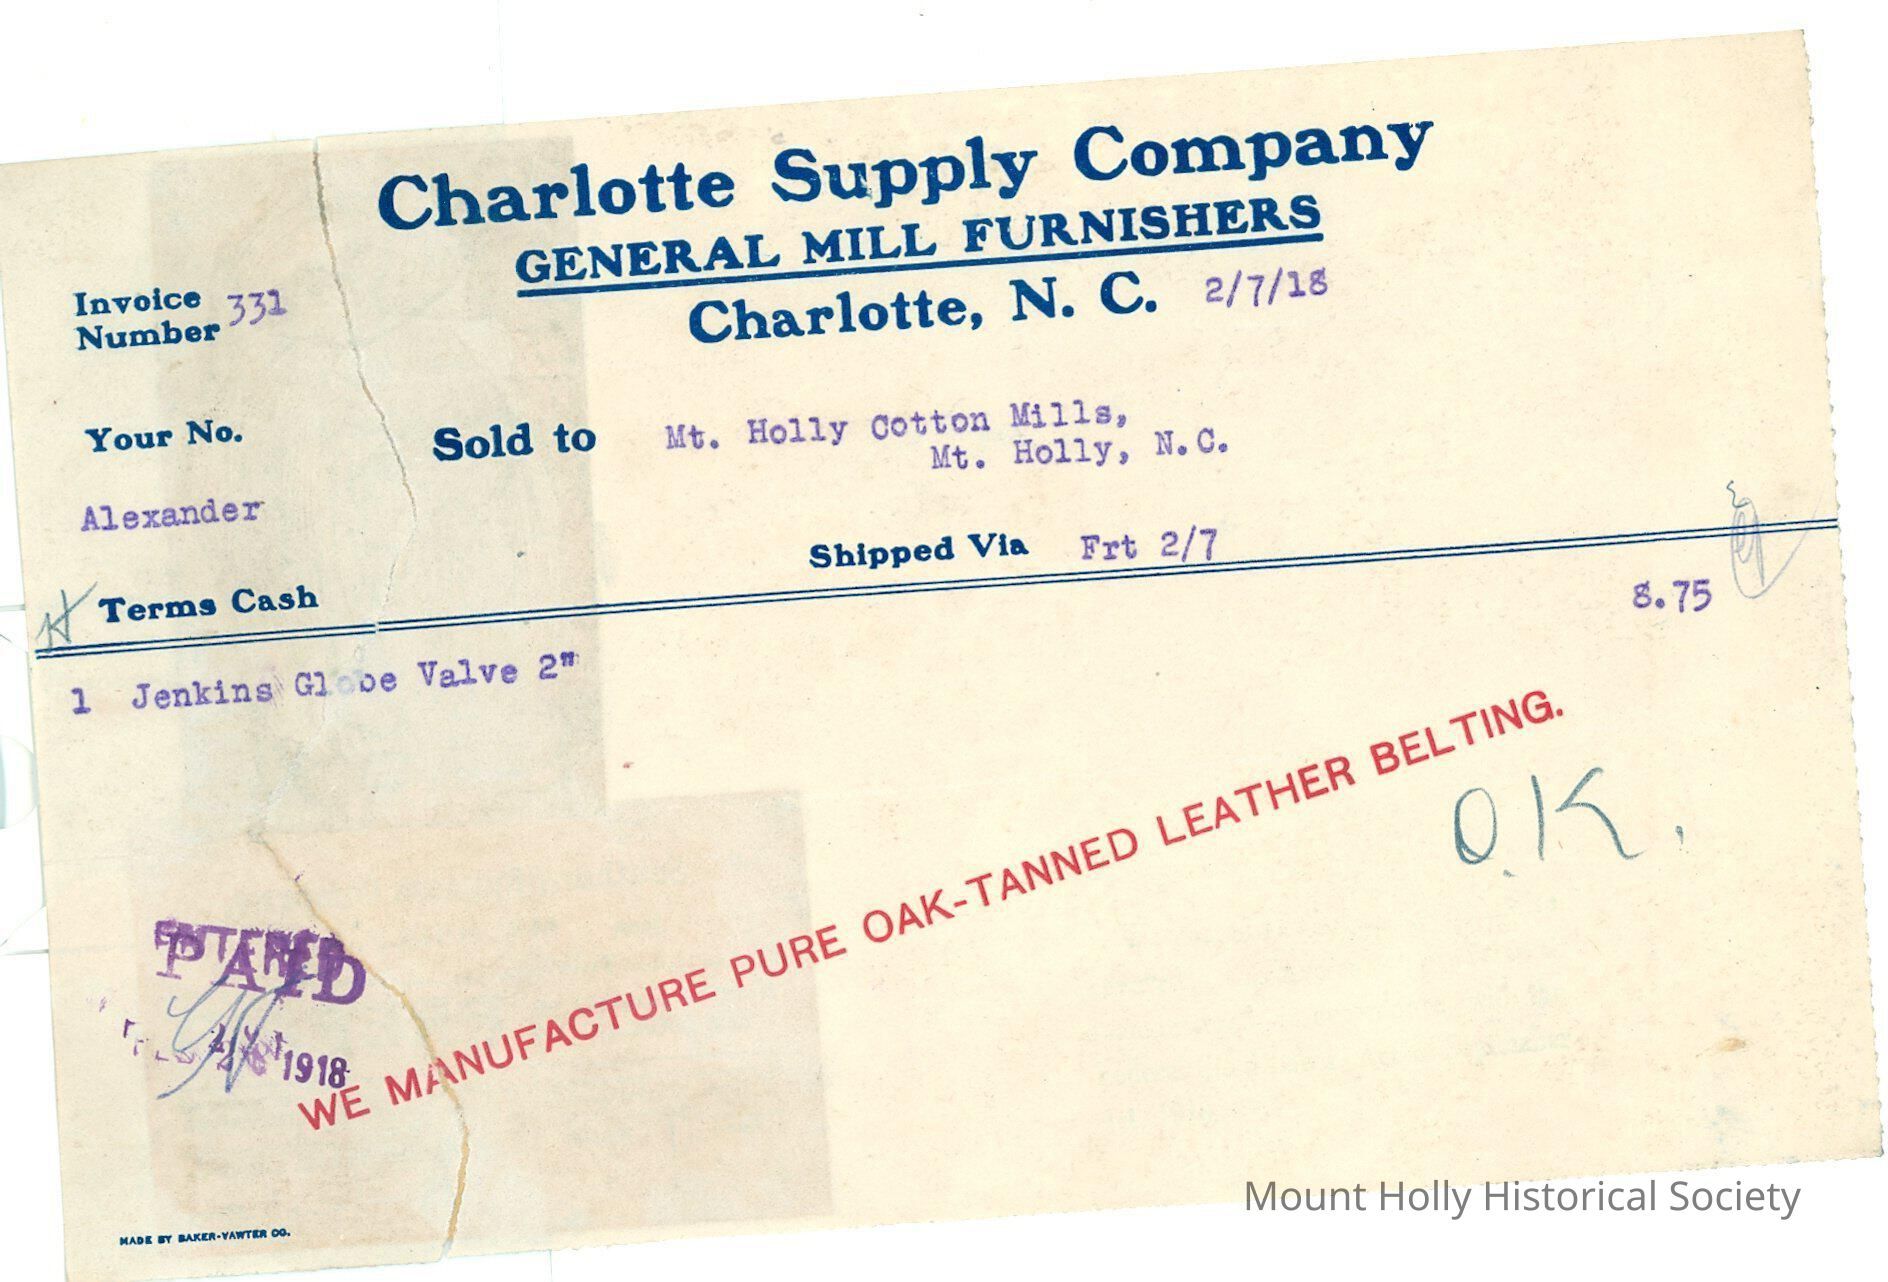 Charlotte Supply Company
GENERAL MILL FURNISHERS
Charlotte, N. C. 2/7/18
Invoice
Number 331
Your No.
Sold to Mt. Holly Cotton Mills,
Mt. Holly, N.C.
Alexander
Shipped Via Frt 2/7
Terms Cash
8.75
1 Jenkins Globe Valve 2"
WE MANUFACTURE PURE OAK-TANNED LEATHER BELTING.
O.K.
ENTERED
PAID
1918
MADE BY BAKER-VAWTER CO.
Mount Holly Historical Society